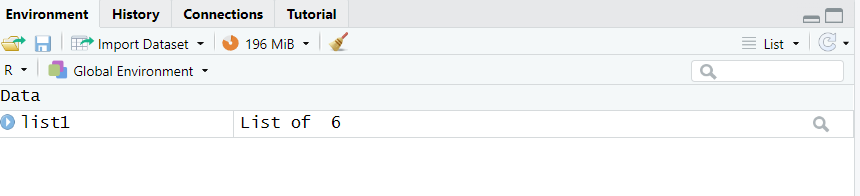 Environment History Connections Tutorial
Import Dataset 196 MiB List
R Global Environment
Data
list1 List of 6